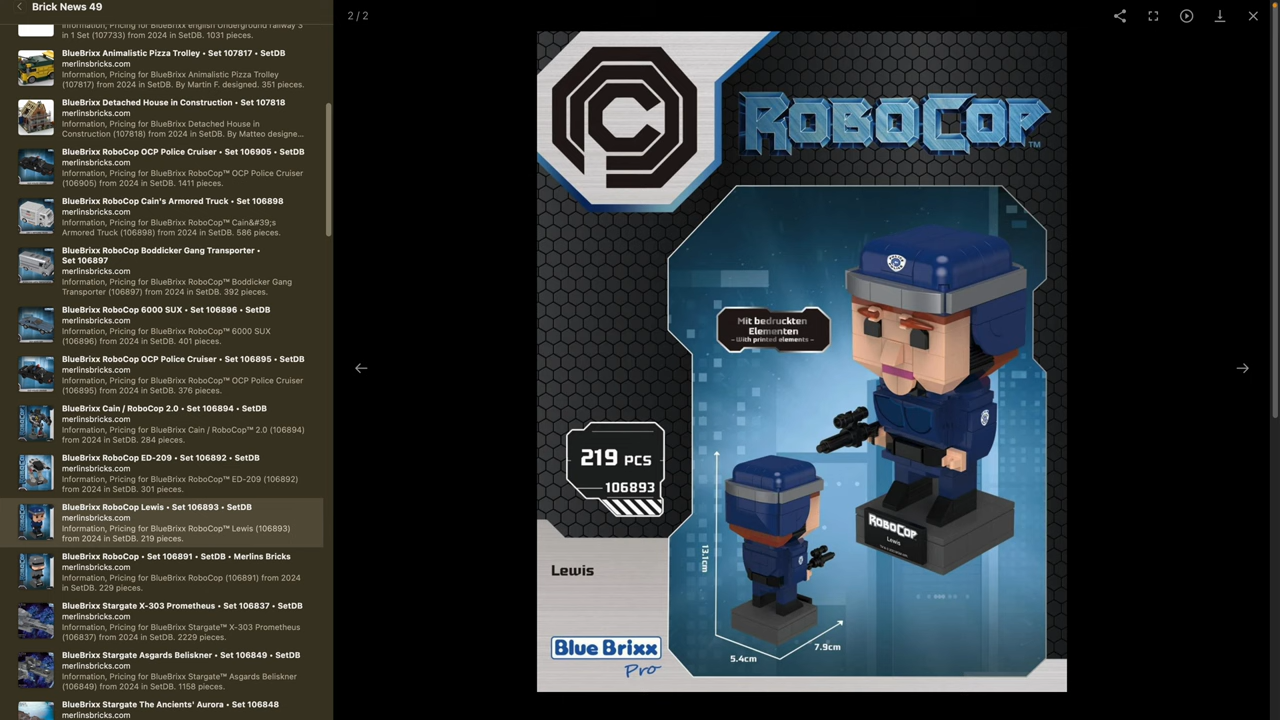 Brick News 49
2 / 2
Information, Pricing for BlueBrixx english Underground railway 3
in 1 Set (107733) from 2024 in SetDB. 1031 pieces.
BlueBrixx Animalistic Pizza Trolley • Set 107817 • SetDB
merlinsbricks.com
Information, Pricing for BlueBrixx Animalistic Pizza Trolley
(107817) from 2024 in SetDB. By Martin F. designed. 351 pieces.
BlueBrixx Detached House in Construction • Set 107818
merlinsbricks.com
Information, Pricing for BlueBrixx Detached House in
Construction (107818) from 2024 in SetDB. By Matteo designe...
BlueBrixx RoboCop OCP Police Cruiser • Set 106905 • SetDB
merlinsbricks.com
Information, Pricing for BlueBrixx RoboCop™ OCP Police Cruiser
(106905) from 2024 in SetDB. 1411 pieces.
BlueBrixx RoboCop Cain's Armored Truck • Set 106898
merlinsbricks.com
Information, Pricing for BlueBrixx RoboCop™ Cain&#39;s
Armored Truck (106898) from 2024 in SetDB. 586 pieces.
BlueBrixx RoboCop Boddicker Gang Transporter •
Set 106897
merlinsbricks.com
Information, Pricing for BlueBrixx RoboCop™ Boddicker Gang
Transporter (106897) from 2024 in SetDB. 392 pieces.
BlueBrixx RoboCop 6000 SUX • Set 106896 • SetDB
merlinsbricks.com
Information, Pricing for BlueBrixx RoboCop™ 6000 SUX
(106896) from 2024 in SetDB. 401 pieces.
BlueBrixx RoboCop OCP Police Cruiser • Set 106895 • SetDB
merlinsbricks.com
Information, Pricing for BlueBrixx RoboCop™ OCP Police Cruiser
(106895) from 2024 in SetDB. 376 pieces.
BlueBrixx Cain / RoboCop 2.0 • Set 106894 • SetDB
merlinsbricks.com
Information, Pricing for BlueBrixx Cain / RoboCop™ 2.0 (106894)
from 2024 in SetDB. 284 pieces.
BlueBrixx RoboCop ED-209 • Set 106892 • SetDB
merlinsbricks.com
Information, Pricing for BlueBrixx RoboCop™ ED-209 (106892)
from 2024 in SetDB. 301 pieces.
BlueBrixx RoboCop Lewis • Set 106893 • SetDB
merlinsbricks.com
Information, Pricing for BlueBrixx RoboCop™ Lewis (106893)
from 2024 in SetDB. 219 pieces.
BlueBrixx RoboCop • Set 106891 • SetDB • Merlins Bricks
merlinsbricks.com
Information, Pricing for BlueBrixx RoboCop (106891) from 2024
in SetDB. 229 pieces.
BlueBrixx Stargate X-303 Prometheus • Set 106837 • SetDB
merlinsbricks.com
Information, Pricing for BlueBrixx Stargate™ X-303 Prometheus
(106837) from 2024 in SetDB. 2229 pieces.
BlueBrixx Stargate Asgards Beliskner • Set 106849 • SetDB
merlinsbricks.com
Information, Pricing for BlueBrixx Stargate™ Asgards Beliskner
(106849) from 2024 in SetDB. 1158 pieces.
BlueBrixx Stargate The Ancients' Aurora • Set 106848
merlinsbricks.com
ROBOCOP™
Mit bedruckten
Elementen
– With printed elements –
219 PCS
106893
ROBOCOP
Lewis
13.1cm
5.4cm
7.9cm
Lewis
Blue Brixx
Pro